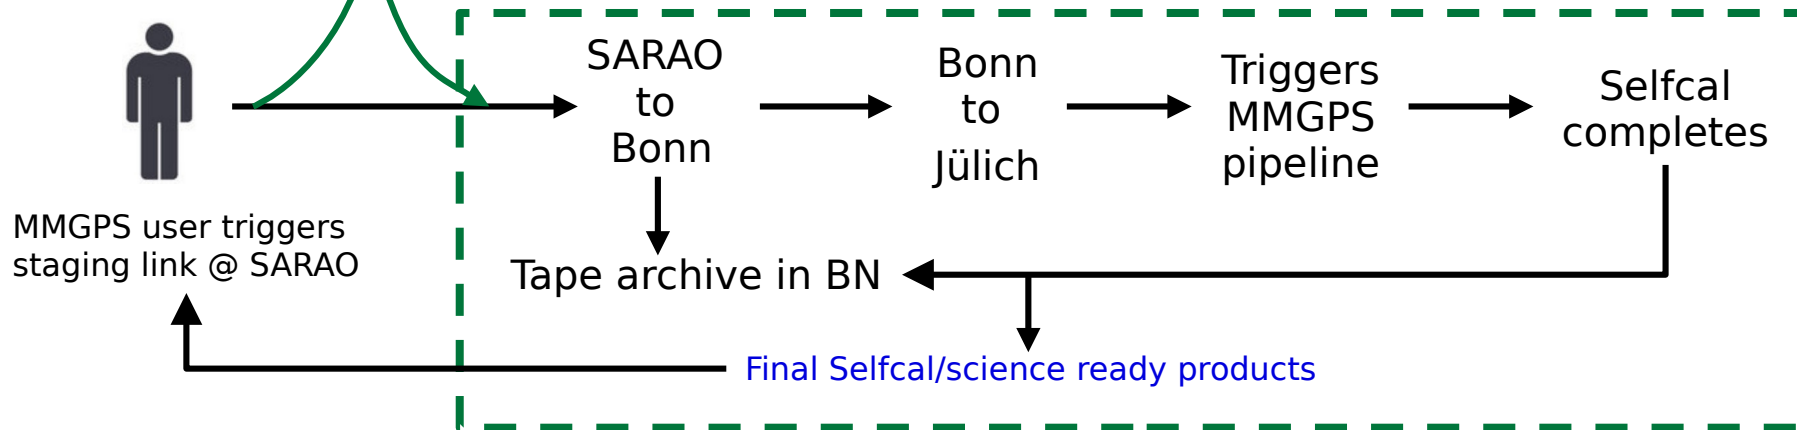 SARAO
to
Bonn
Bonn
to
Jülich
Triggers
MMGPS
pipeline
Selfcal
completes
MMGPS user triggers
staging link @ SARAO
Tape archive in BN
Final Selfcal/science ready products